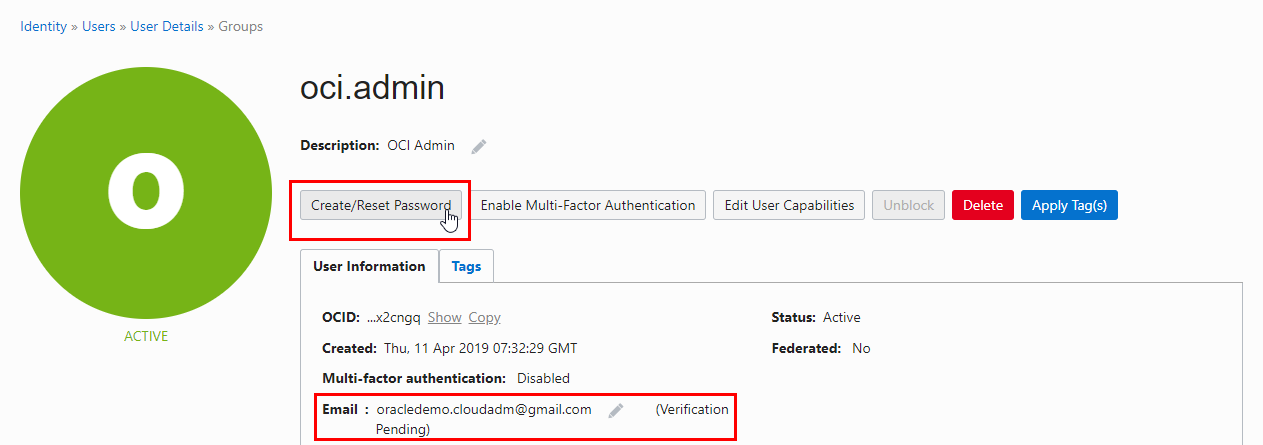 Identity » Users » User Details » Groups
O
ACTIVE
oci.admin
Description: OCI Admin
Create/Reset Password Enable Multi-Factor Authentication Edit User Capabilities Unblock Delete Apply Tag(s)
User Information Tags
OCID: ...x2cngq Show Copy Status: Active
Created: Thu, 11 Apr 2019 07:32:29 GMT Federated: No
Multi-factor authentication: Disabled
Email : oracledemo.cloudadm@gmail.com (Verification
Pending)